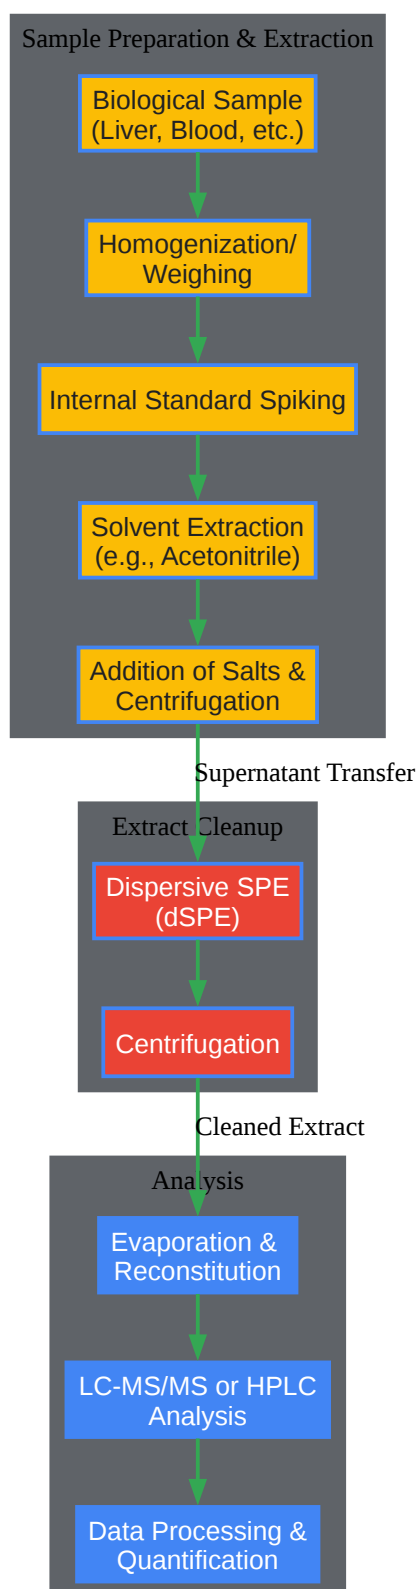 Sample Preparation & Extraction
Biological Sample
(Liver, Blood, etc.)
Homogenization/
Weighing
Internal Standard Spiking
Solvent Extraction
(e.g., Acetonitrile)
Addition of Salts &
Centrifugation
Supernatant Transfer
Extract Cleanup
Dispersive SPE
(dSPE)
Centrifugation
Cleaned Extract
Analysis
Evaporation &
Reconstitution
LC-MS/MS or HPLC
Analysis
Data Processing &
Quantification